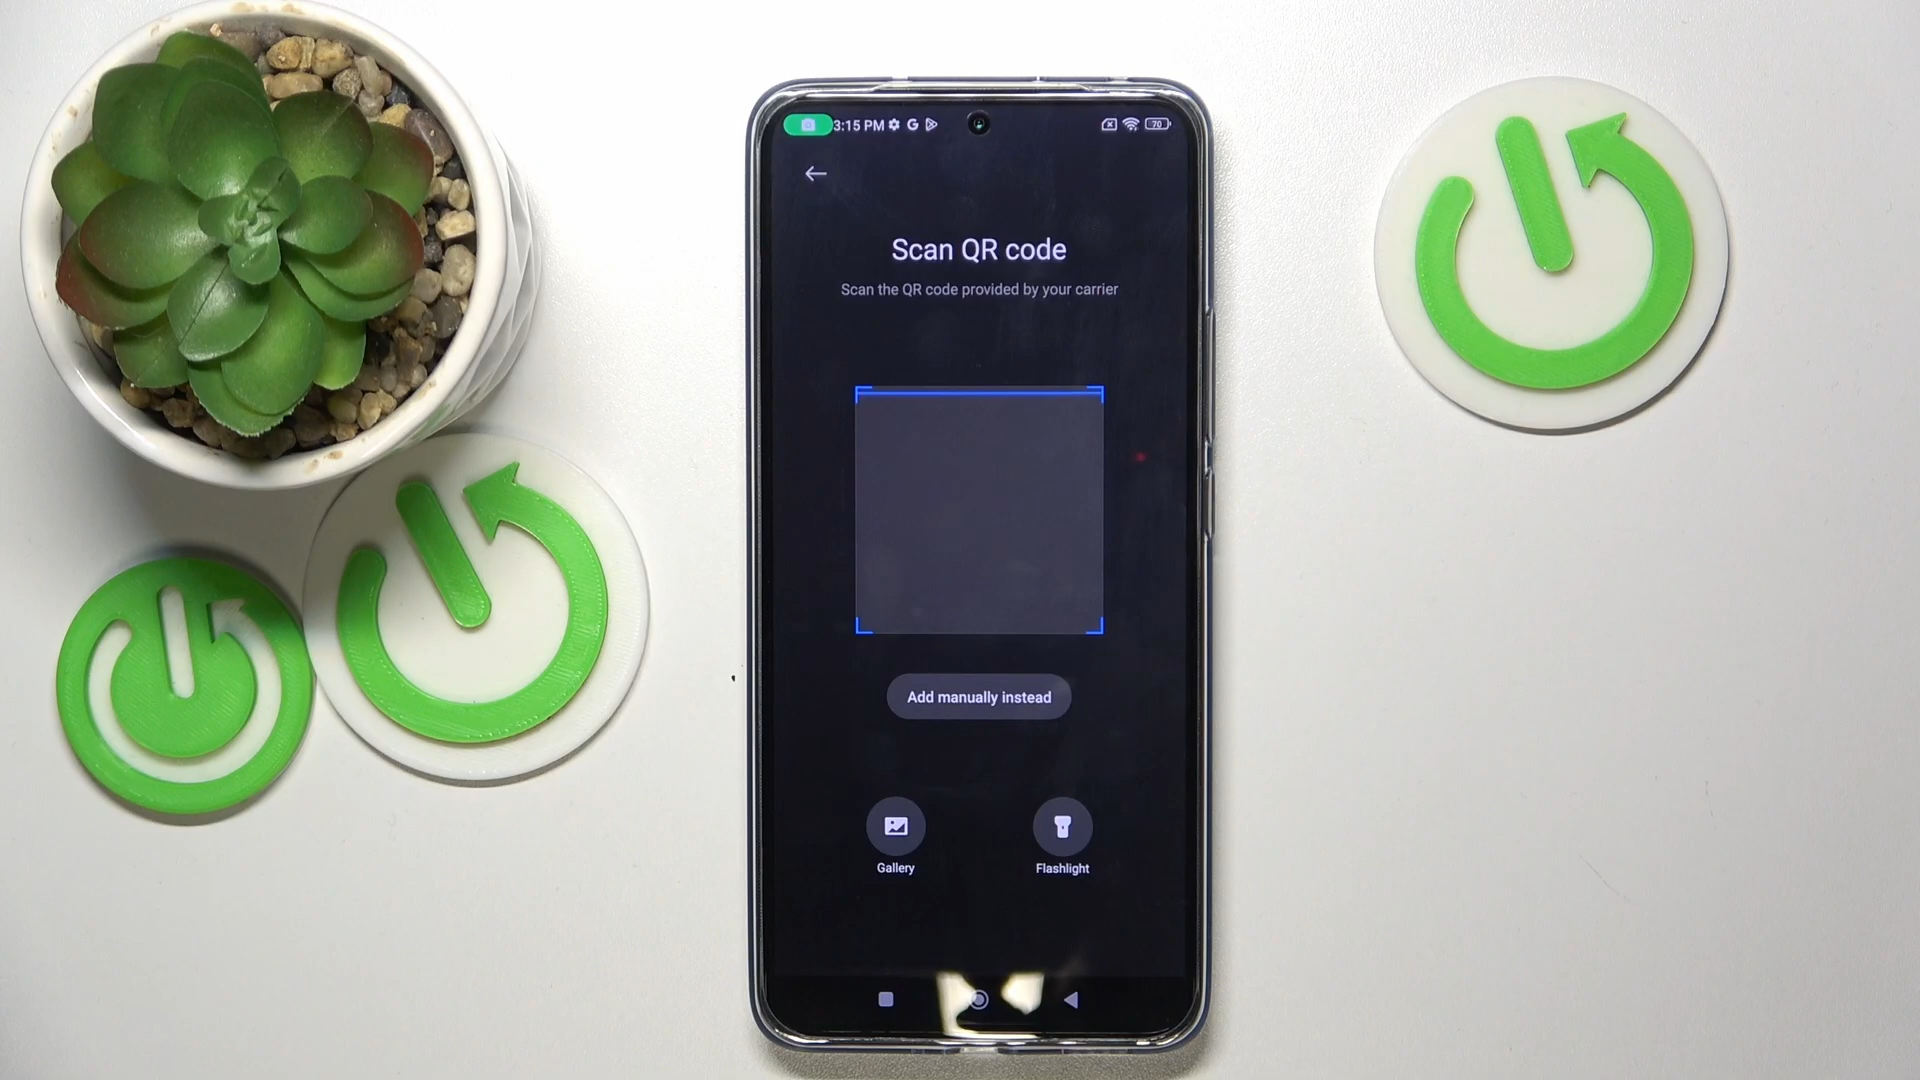 3:15 PM G 70
Scan QR code
Scan the QR code provided by your carrier
Add manually instead
Gallery Flashlight